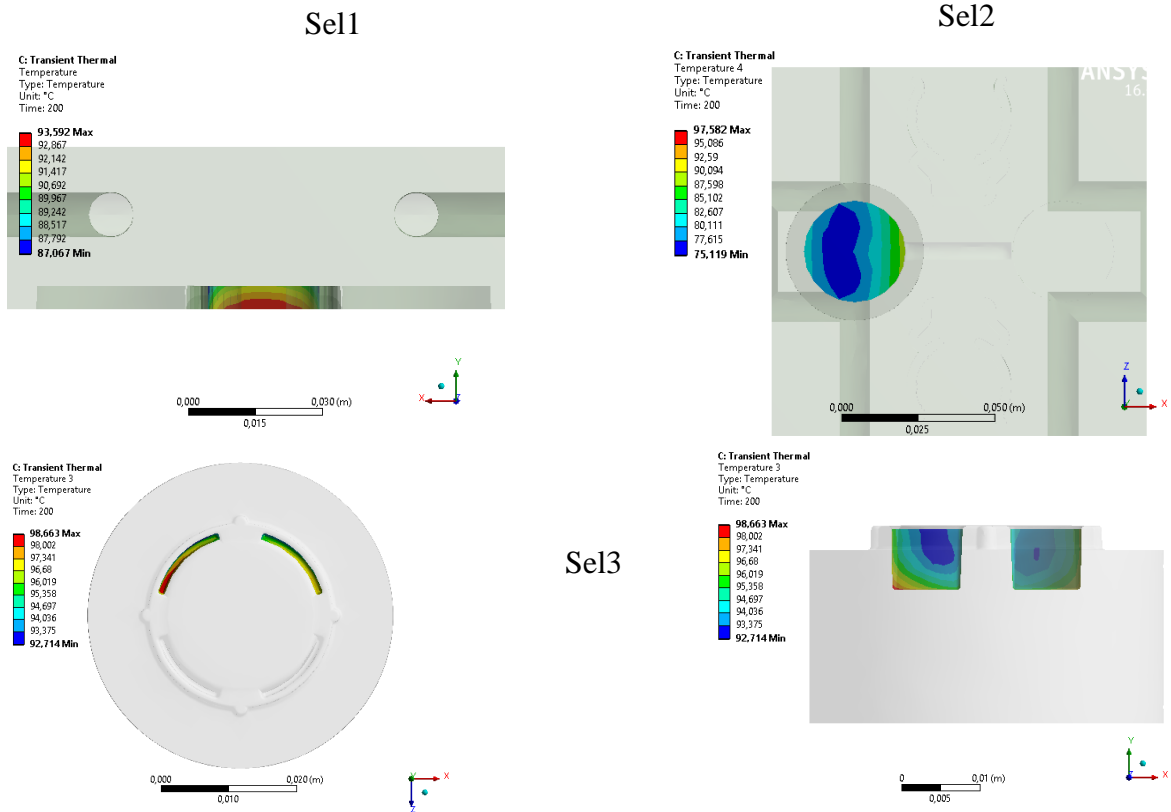 Sel1
C: Transient Thermal
Temperature
Type: Temperature
Unit: °C
Time: 200
93,592 Max
92,867
92,142
91,417
90,692
89,967
89,242
88,517
87,792
87,067 Min
Y
X
Z
0,000
0,030 (m)
0,015
Sel2
C: Transient Thermal
Temperature 4
Type: Temperature
Unit: °C
Time: 200
ANSYS
16.
97,582 Max
95,086
92,59
90,094
87,598
85,102
82,607
80,111
77,615
75,119 Min
Z
Y
X
0,000
0,050 (m)
0,025
C: Transient Thermal
Temperature 3
Type: Temperature
Unit: °C
Time: 200
98,663 Max
98,002
97,341
96,68
96,019
95,358
94,697
94,036
93,375
92,714 Min
0,000
0,020 (m)
0,010
Y
X
Z
Sel3
C: Transient Thermal
Temperature 3
Type: Temperature
Unit: °C
Time: 200
98,663 Max
98,002
97,341
96,68
96,019
95,358
94,697
94,036
93,375
92,714 Min
Y
Z
X
0
0,01 (m)
0,005